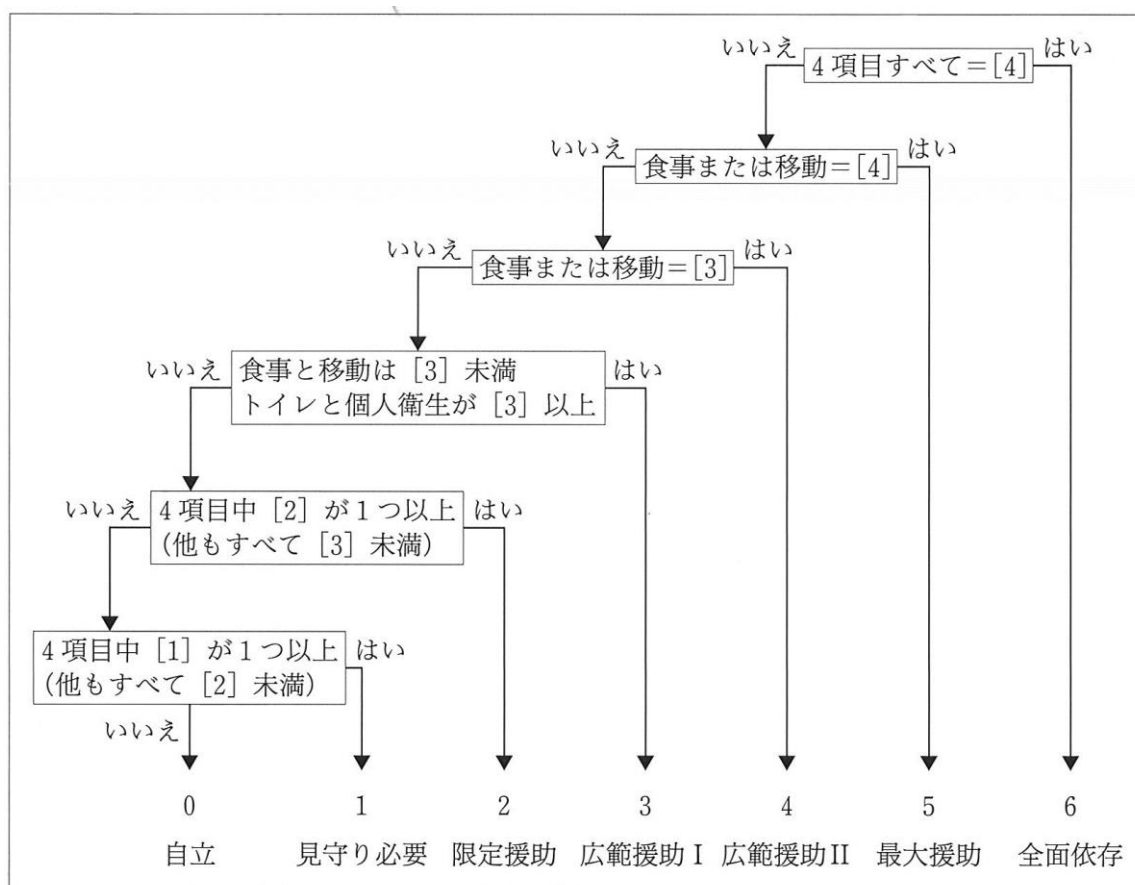 いいえ 4項目すべて＝[4] はい
いいえ 食事または移動＝[4] はい
いいえ 食事または移動＝[3] はい
いいえ 食事と移動は［3］未満 はい
トイレと個人衛生が［3］以上
いいえ 4項目中［2］が1つ以上 はい
(他もすべて［3］未満)
4項目中［1］が1つ以上 はい
(他もすべて［2］未満)
いいえ
0 1 2 3 4 5 6
自立 見守り必要 限定援助 広範援助Ⅰ 広範援助Ⅱ 最大援助 全面依存